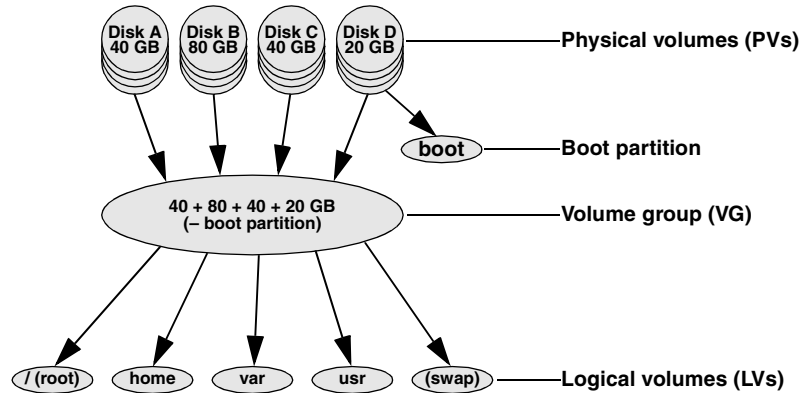 Disk A
40 GB
Disk B
80 GB
Disk C
40 GB
Disk D
20 GB
Physical volumes (PVs)
boot
Boot partition
40 + 80 + 40 + 20 GB
(– boot partition)
Volume group (VG)
/ (root)
home
var
usr
(swap)
Logical volumes (LVs)